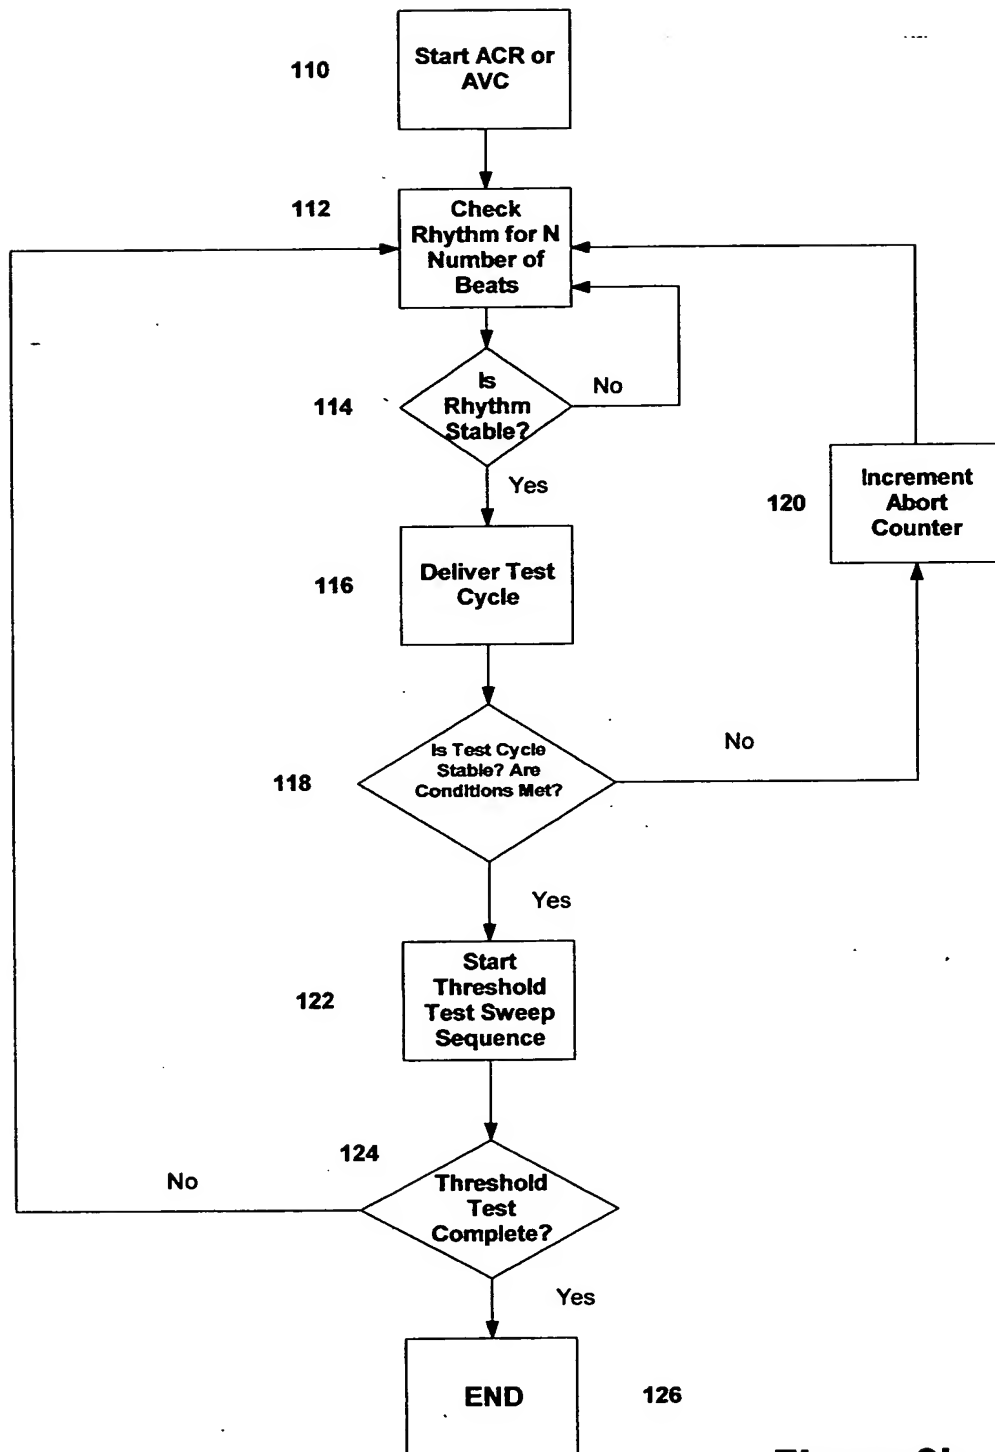 110
Start ACR or
AVC
112
Check
Rhythm for N
Number of
Beats
114
Is
Rhythm
Stable?
No
Yes
116
Deliver Test
Cycle
120
Increment
Abort
Counter
118
Is Test Cycle
Stable? Are
Conditions Met?
No
Yes
122
Start
Threshold
Test Sweep
Sequence
124
Threshold
Test
Complete?
No
Yes
END
126